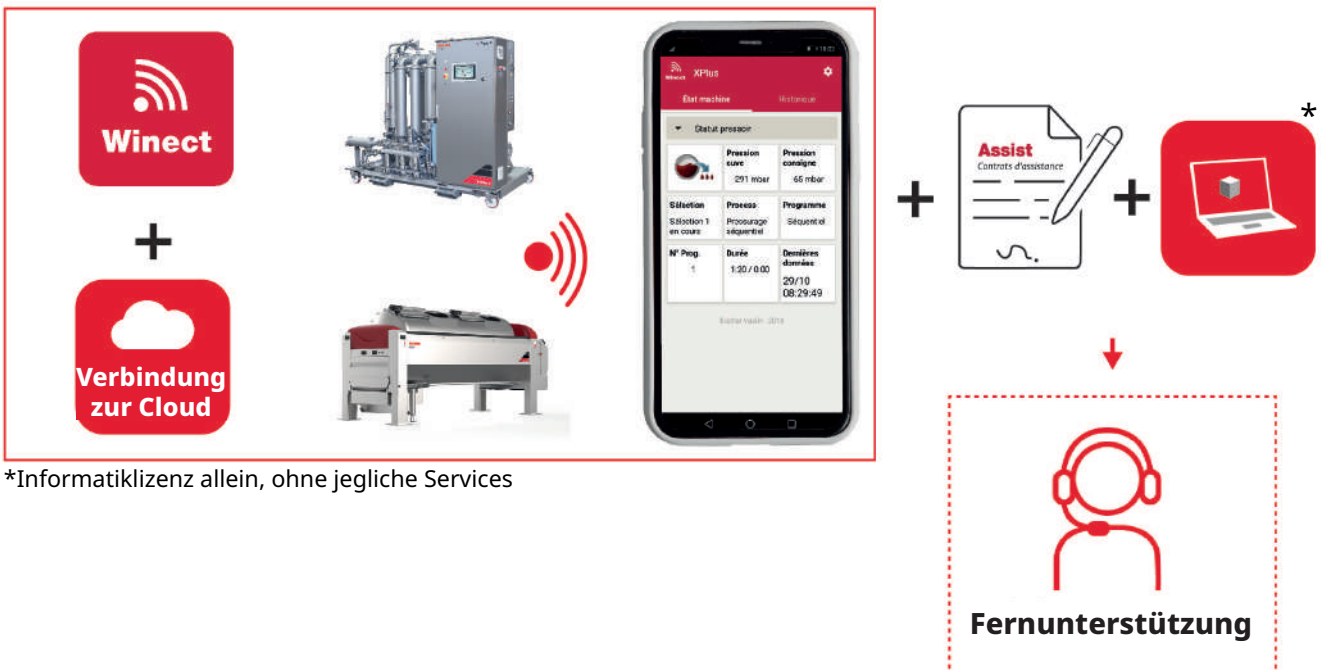 Winect
+
Verbindung
zur Cloud
Winect
XPlus
État machine
Historique
Statut pressoir
Pression
cuve
-291 mbar
Pression
consigne
-65 mbar
Sélection
Sélection 1
en cours
Process
Pressurage
séquentiel
Programme
Séquentiel
N° Prog.
1
Durée
1:20 / 0:00
Dernières
données
29/10
08:29:49
+
Assist
Contrats d'assistance
+
*
Fernunterstützung
*Informatiklizenz allein, ohne jegliche Services